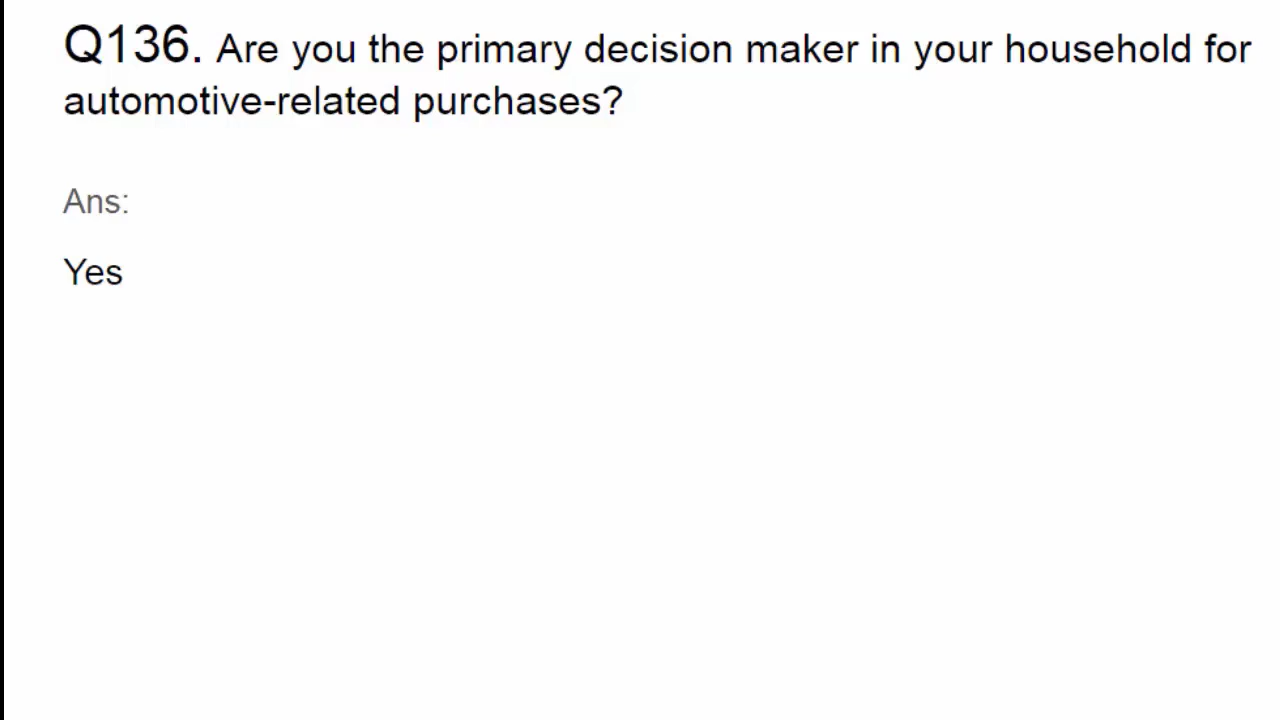 Q136. Are you the primary decision maker in your household for
automotive-related purchases?
Ans:
Yes